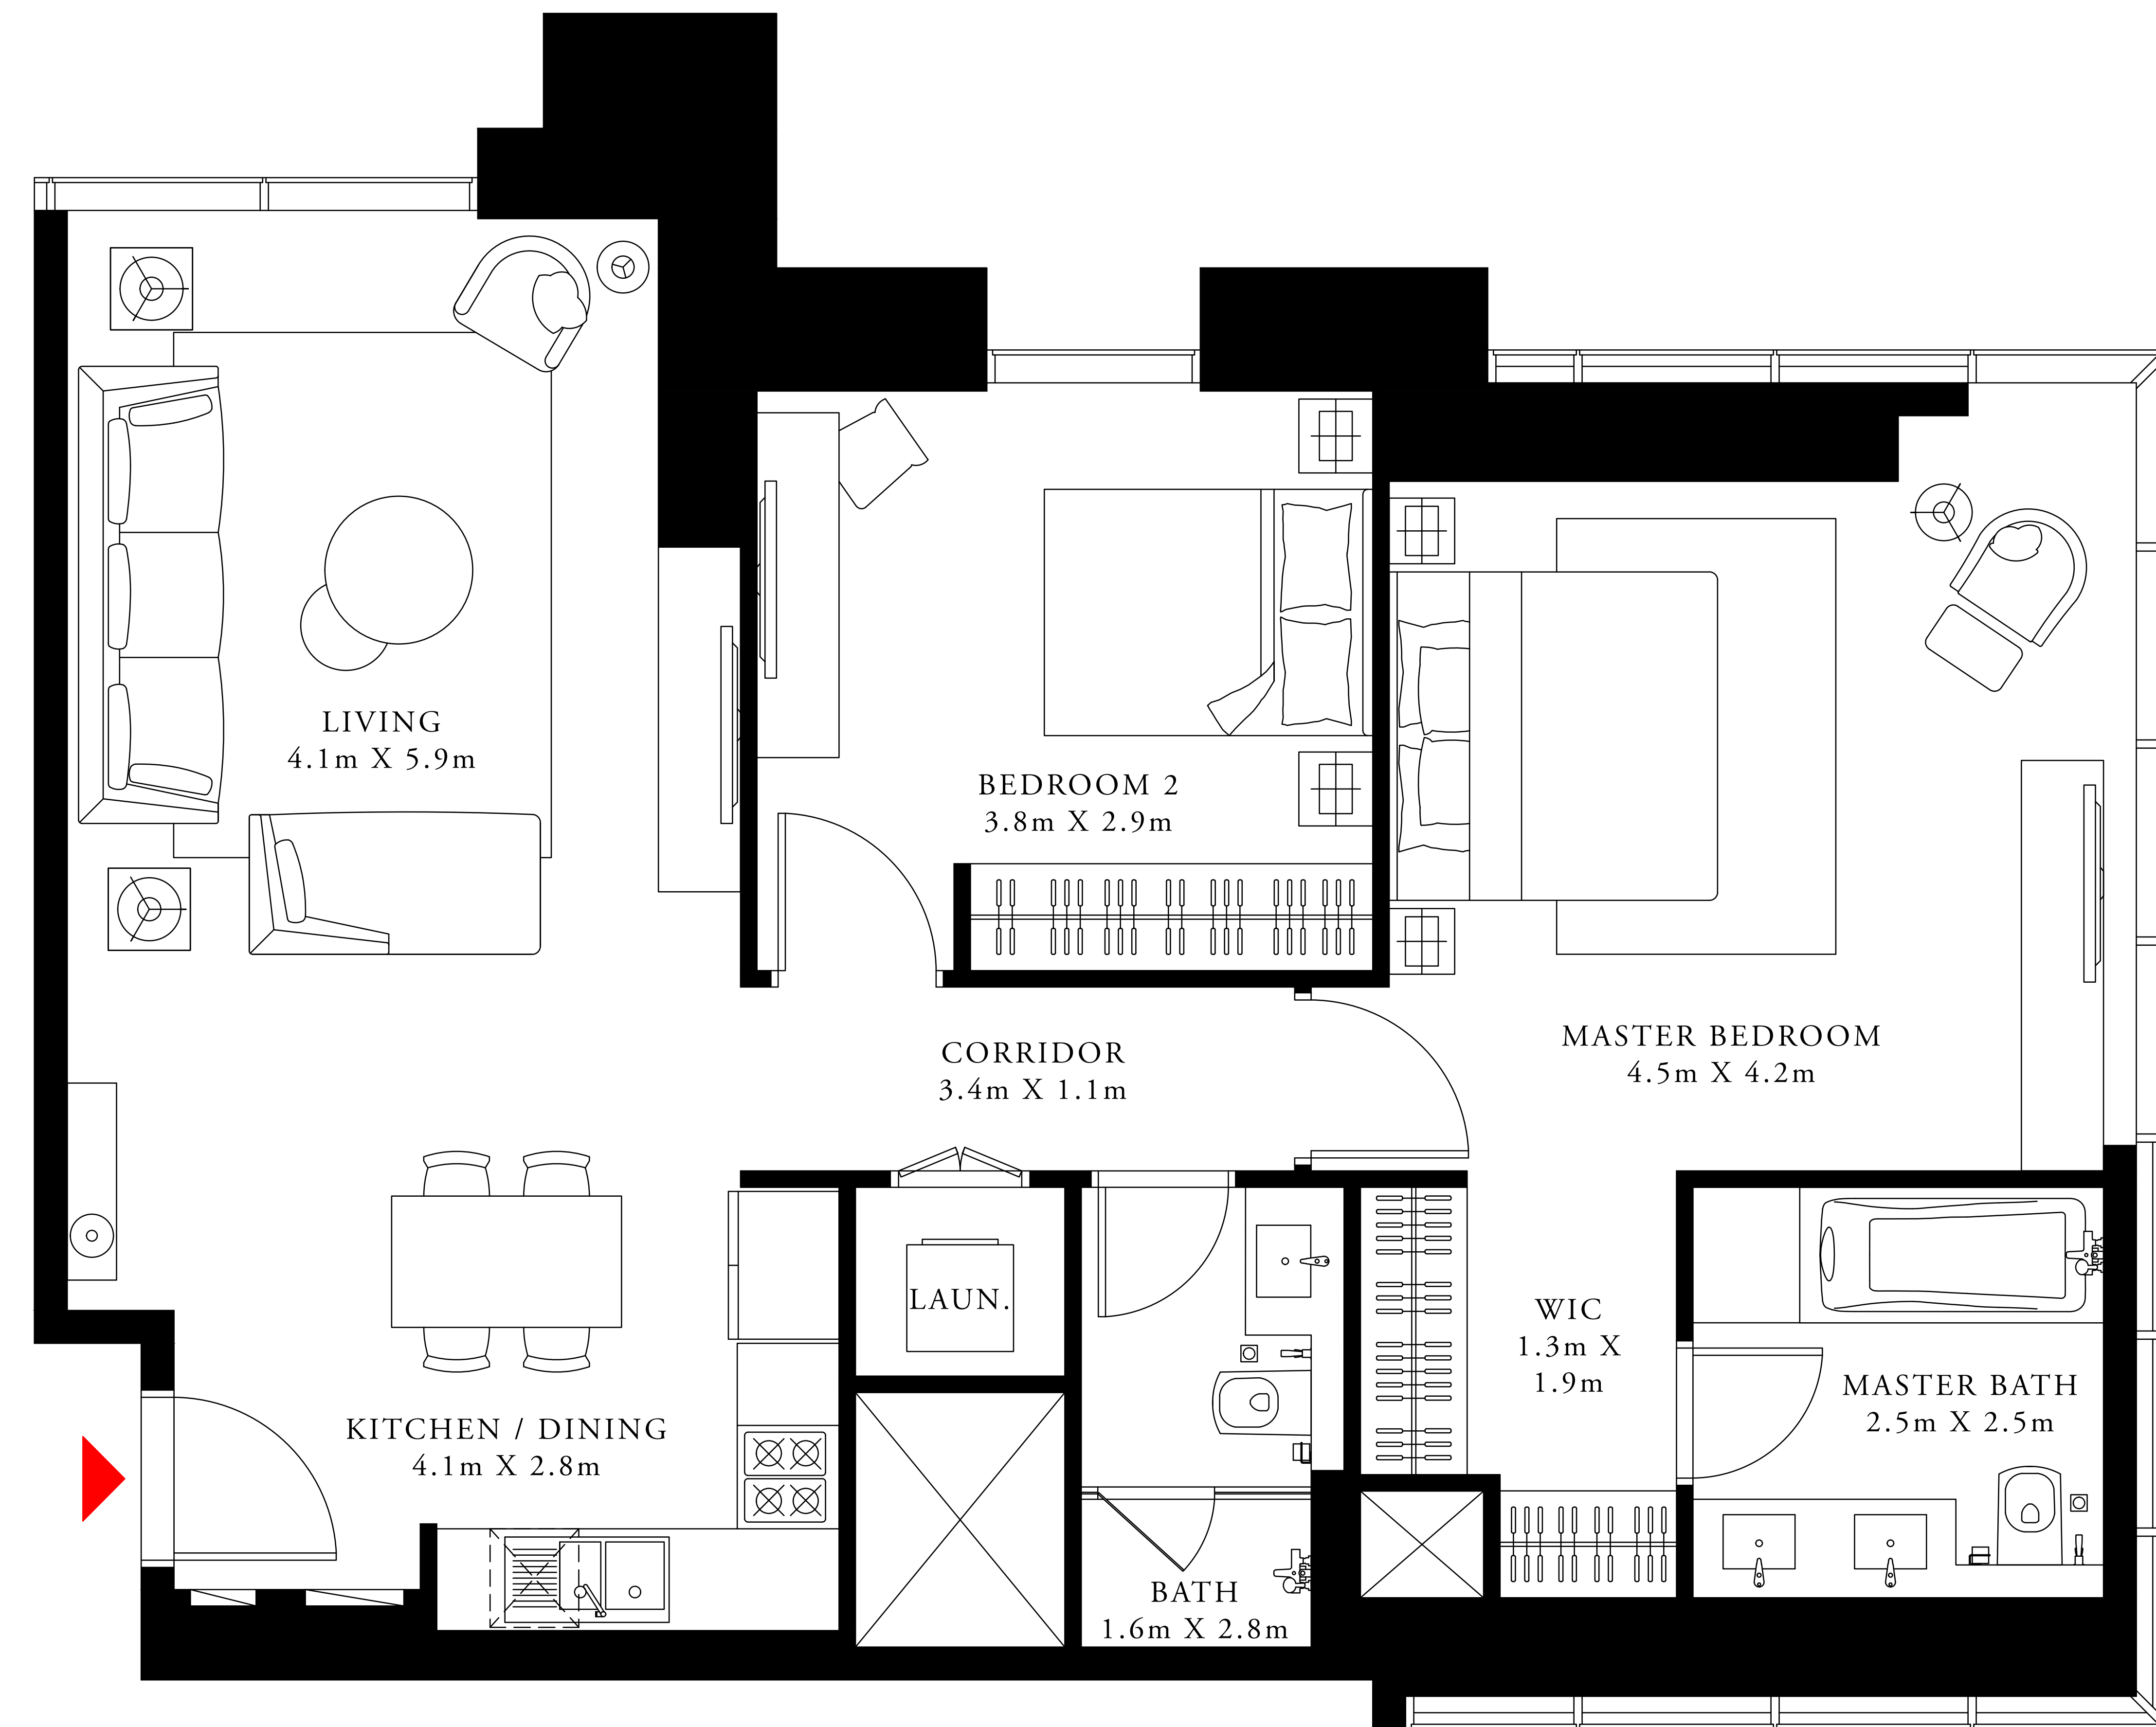 LIVING
4.1m X 5.9m
BEDROOM 2
3.8m X 2.9m
CORRIDOR
3.4m X 1.1m
MASTER BEDROOM
4.5m X 4.2m
LAUN.
WIC
1.3m X
1.9m
MASTER BATH
2.5m X 2.5m
KITCHEN / DINING
4.1m X 2.8m
BATH
1.6m X 2.8m